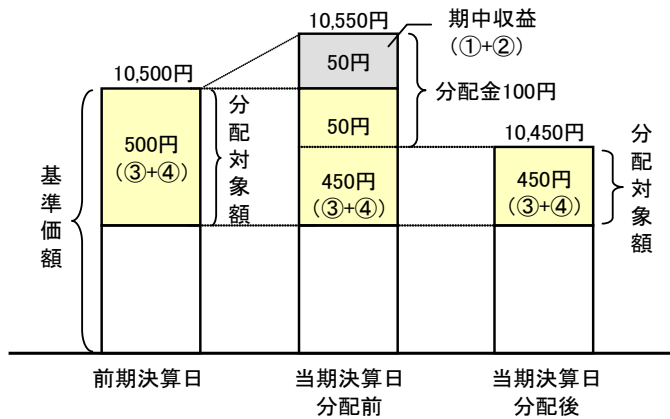 10,550円
期中収益
(①+②)
50円
10,500円
分配金100円
500円
(③+④)
分配対象額
50円
10,450円
450円
(③+④)
450円
(③+④)
分配対象額
基準価額
前期決算日
当期決算日
分配前
当期決算日
分配後